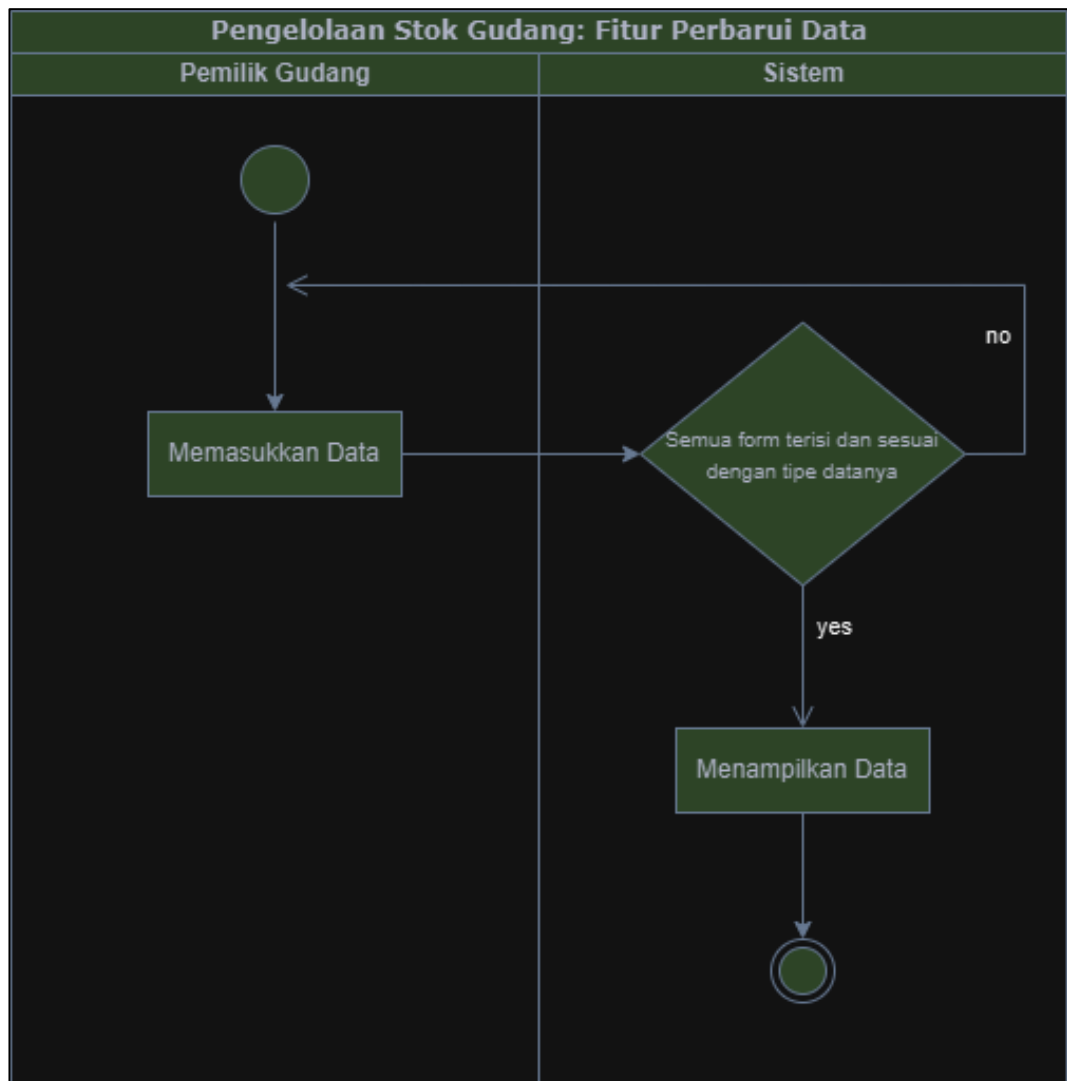 Pengelolaan Stok Gudang: Fitur Perbarui Data
Pemilik Gudang
Sistem
no
Memasukkan Data
Semua form terisi dan sesuai
dengan tipe datanya
yes
Menampilkan Data